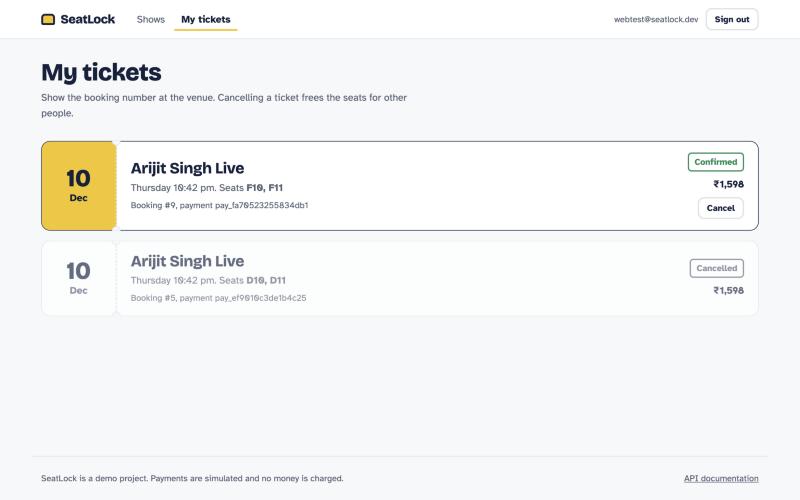 SeatLock
Shows
My tickets
webtest@seatlock.dev
Sign out
My tickets
Show the booking number at the venue. Cancelling a ticket frees the seats for other
people.
10
Dec
Arijit Singh Live
Thursday 10:42 pm. Seats F10, F11
Booking #9, payment pay_fa70523255834db1
Confirmed
₹1,598
Cancel
10
Dec
Arijit Singh Live
Thursday 10:42 pm. Seats D10, D11
Booking #5, payment pay_ef9010c3de1b4c25
Cancelled
₹1,598
SeatLock is a demo project. Payments are simulated and no money is charged.
API documentation